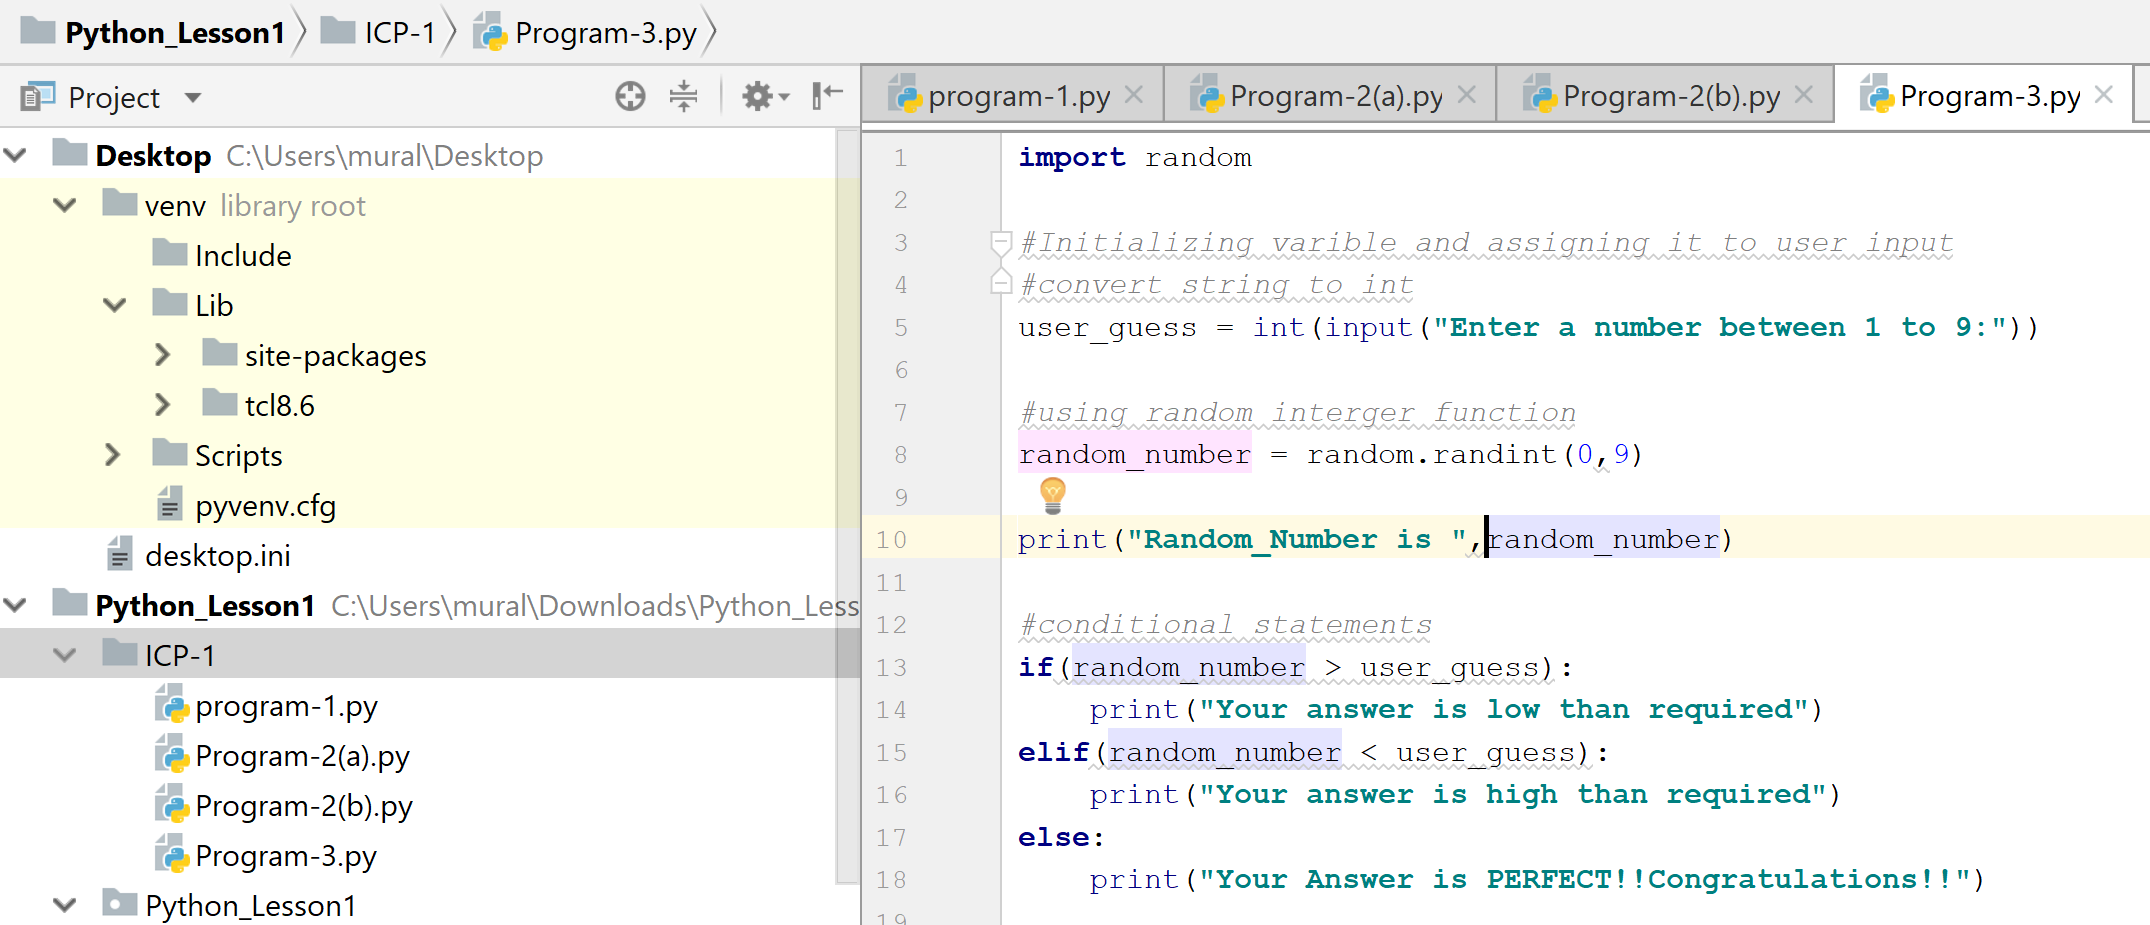 Python_Lesson1 ICP-1 Program-3.py
Project
Desktop C:\Users\mural\Desktop
venv library root
Include
Lib
site-packages
tcl8.6
Scripts
pyvenv.cfg
desktop.ini
Python_Lesson1 C:\Users\mural\Downloads\Python_Less
ICP-1
program-1.py
Program-2(a).py
Program-2(b).py
Program-3.py
Python_Lesson1
program-1.py Program-2(a).py Program-2(b).py Program-3.py
1 import random
2
3 #Initializing varible and assigning it to user input
4 #convert string to int
5 user_guess = int(input("Enter a number between 1 to 9:"))
6
7 #using random interger function
8 random_number = random.randint(0,9)
9
10 print("Random_Number is ",random_number)
11
12 #conditional statements
13 if(random_number > user_guess):
14 print("Your answer is low than required")
15 elif(random_number < user_guess):
16 print("Your answer is high than required")
17 else:
18 print("Your Answer is PERFECT!!Congratulations!!")
19